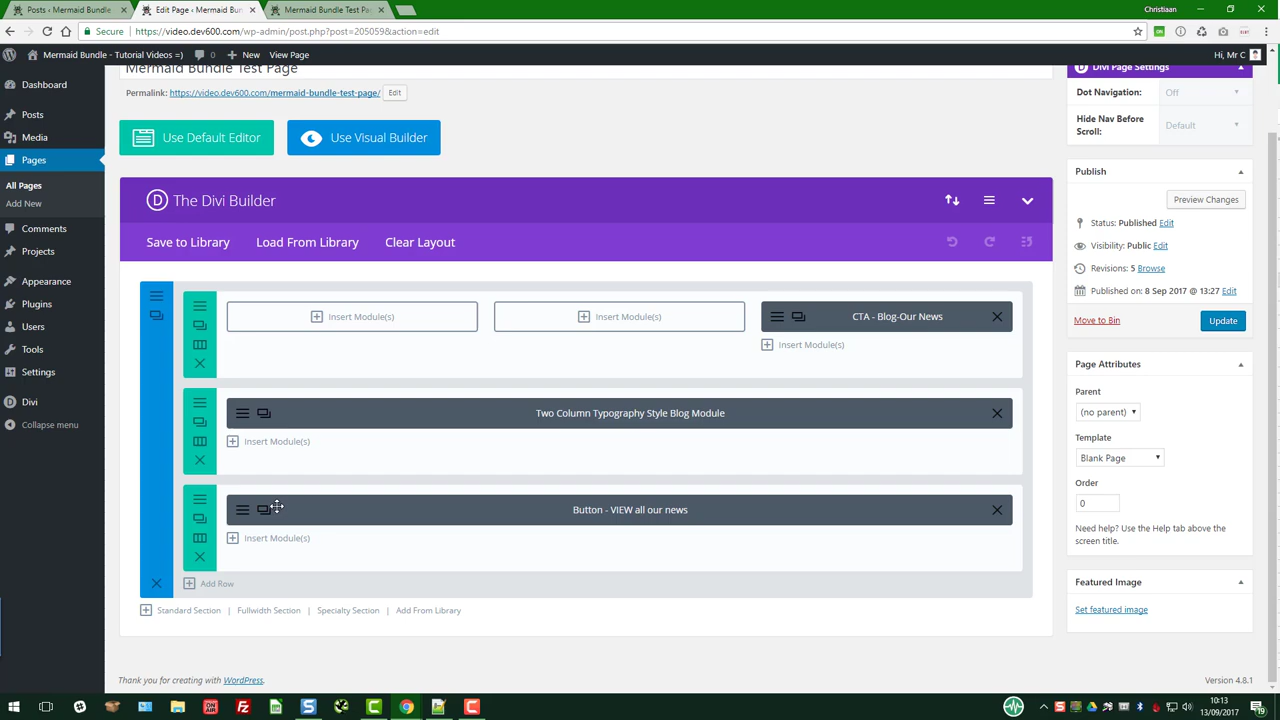 Posts ‹ Mermaid Bundle
Edit Page ‹ Mermaid Bun
Mermaid Bundle Test Pa
Christian
Secure
https://video.dev600.com/wp-admin/post.php?post=205059&action=edit
Mermaid Bundle - Tutorial Videos =)
0
New
View Page
Hi, Mr C
Dashboard
Posts
Media
Pages
All Pages
Add New
Comments
Projects
Appearance
Plugins
Users
Tools
Settings
Divi
Collapse menu
Mermaid Bundle Test Page
Permalink: https://video.dev600.com/mermaid-bundle-test-page/ Edit
Use Default Editor
Use Visual Builder
The Divi Builder
Save to Library
Load From Library
Clear Layout
Insert Module(s)
Insert Module(s)
CTA - Blog-Our News
Insert Module(s)
Two Column Typography Style Blog Module
Insert Module(s)
Button - VIEW all our news
Insert Module(s)
Add Row
Standard Section | Fullwidth Section | Specialty Section | Add From Library
Divi Page Settings
Dot Navigation: Off
Hide Nav Before
Scroll:
Default
Publish
Preview Changes
Status: Published Edit
Visibility: Public Edit
Revisions: 5 Browse
Published on: 8 Sep 2017 @ 13:27 Edit
Move to Bin
Update
Page Attributes
Parent
(no parent)
Template
Blank Page
Order
0
Need help? Use the Help tab above the
screen title.
Featured Image
Set featured image
Thank you for creating with WordPress.
Version 4.8.1
10:13
13/09/2017